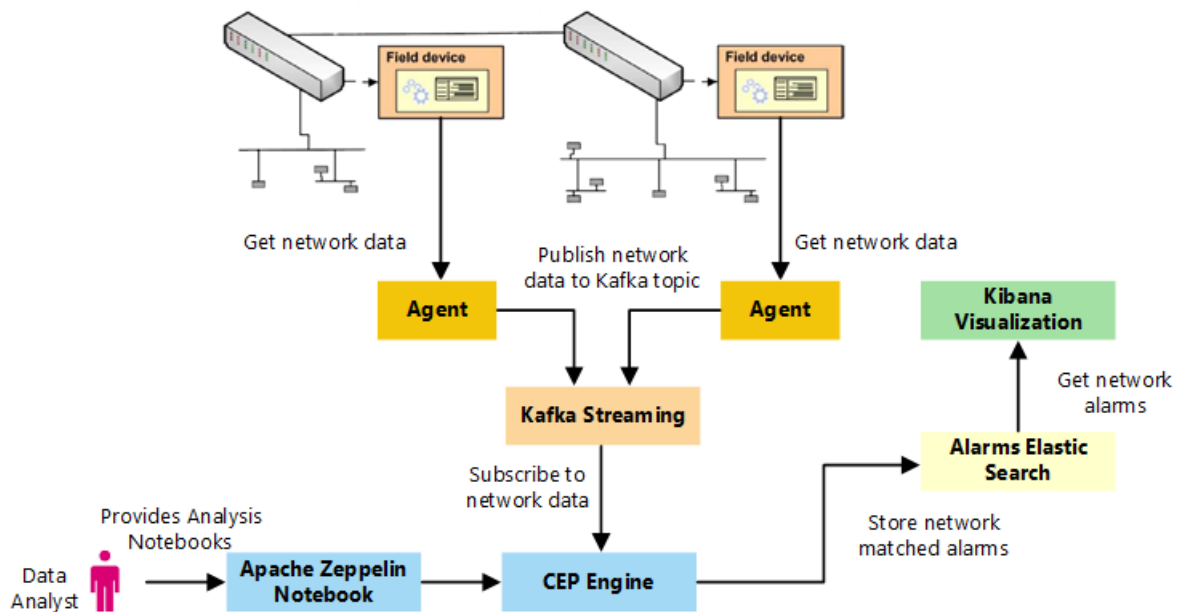 Field device
Field device
Get network data
Publish network
data to Kafka topic
Get network data
Agent
Agent
Kibana
Visualization
Get network
alarms
Kafka Streaming
Alarms Elastic
Search
Subscribe to
network data
Store network
matched alarms
Provides Analysis
Notebooks
Data
Analyst
Apache Zeppelin
Notebook
CEP Engine